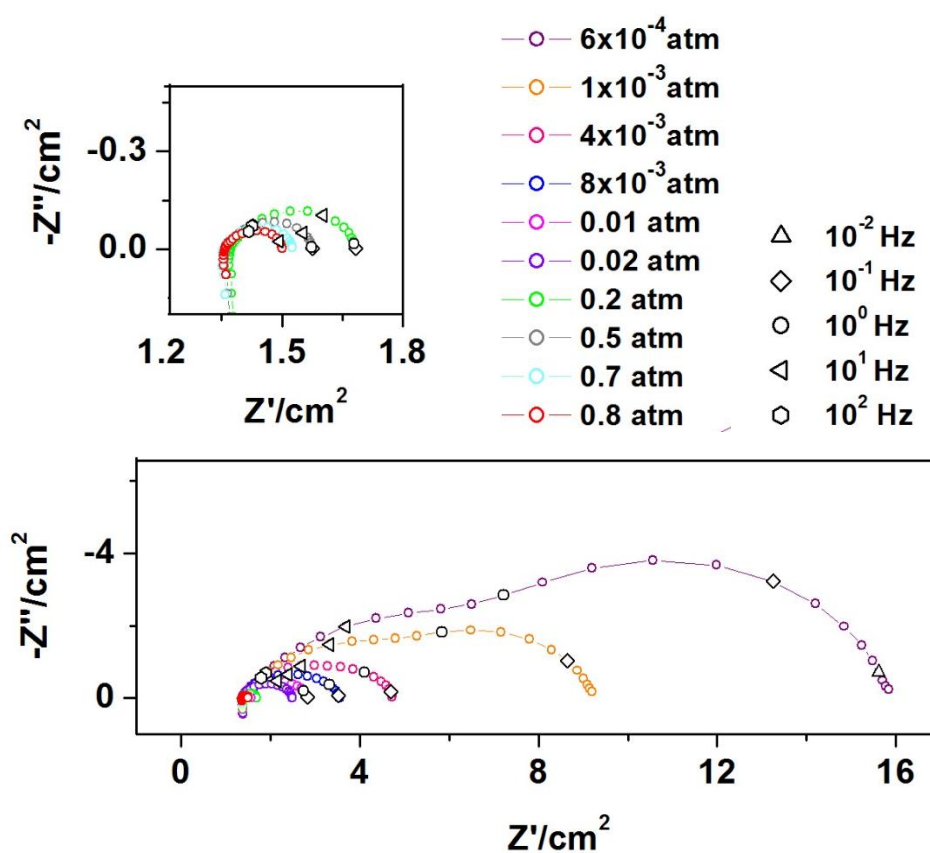 -Z''/cm²
-0.3
0.0
1.2 1.5 1.8
Z'/cm²
6x10⁻⁴atm
1x10⁻³atm
4x10⁻³atm
8x10⁻³atm
0.01 atm
0.02 atm
0.2 atm
0.5 atm
0.7 atm
0.8 atm
10⁻² Hz
10⁻¹ Hz
10⁰ Hz
10¹ Hz
10² Hz
-Z''/cm²
-4
0
0 4 8 12 16
Z'/cm²